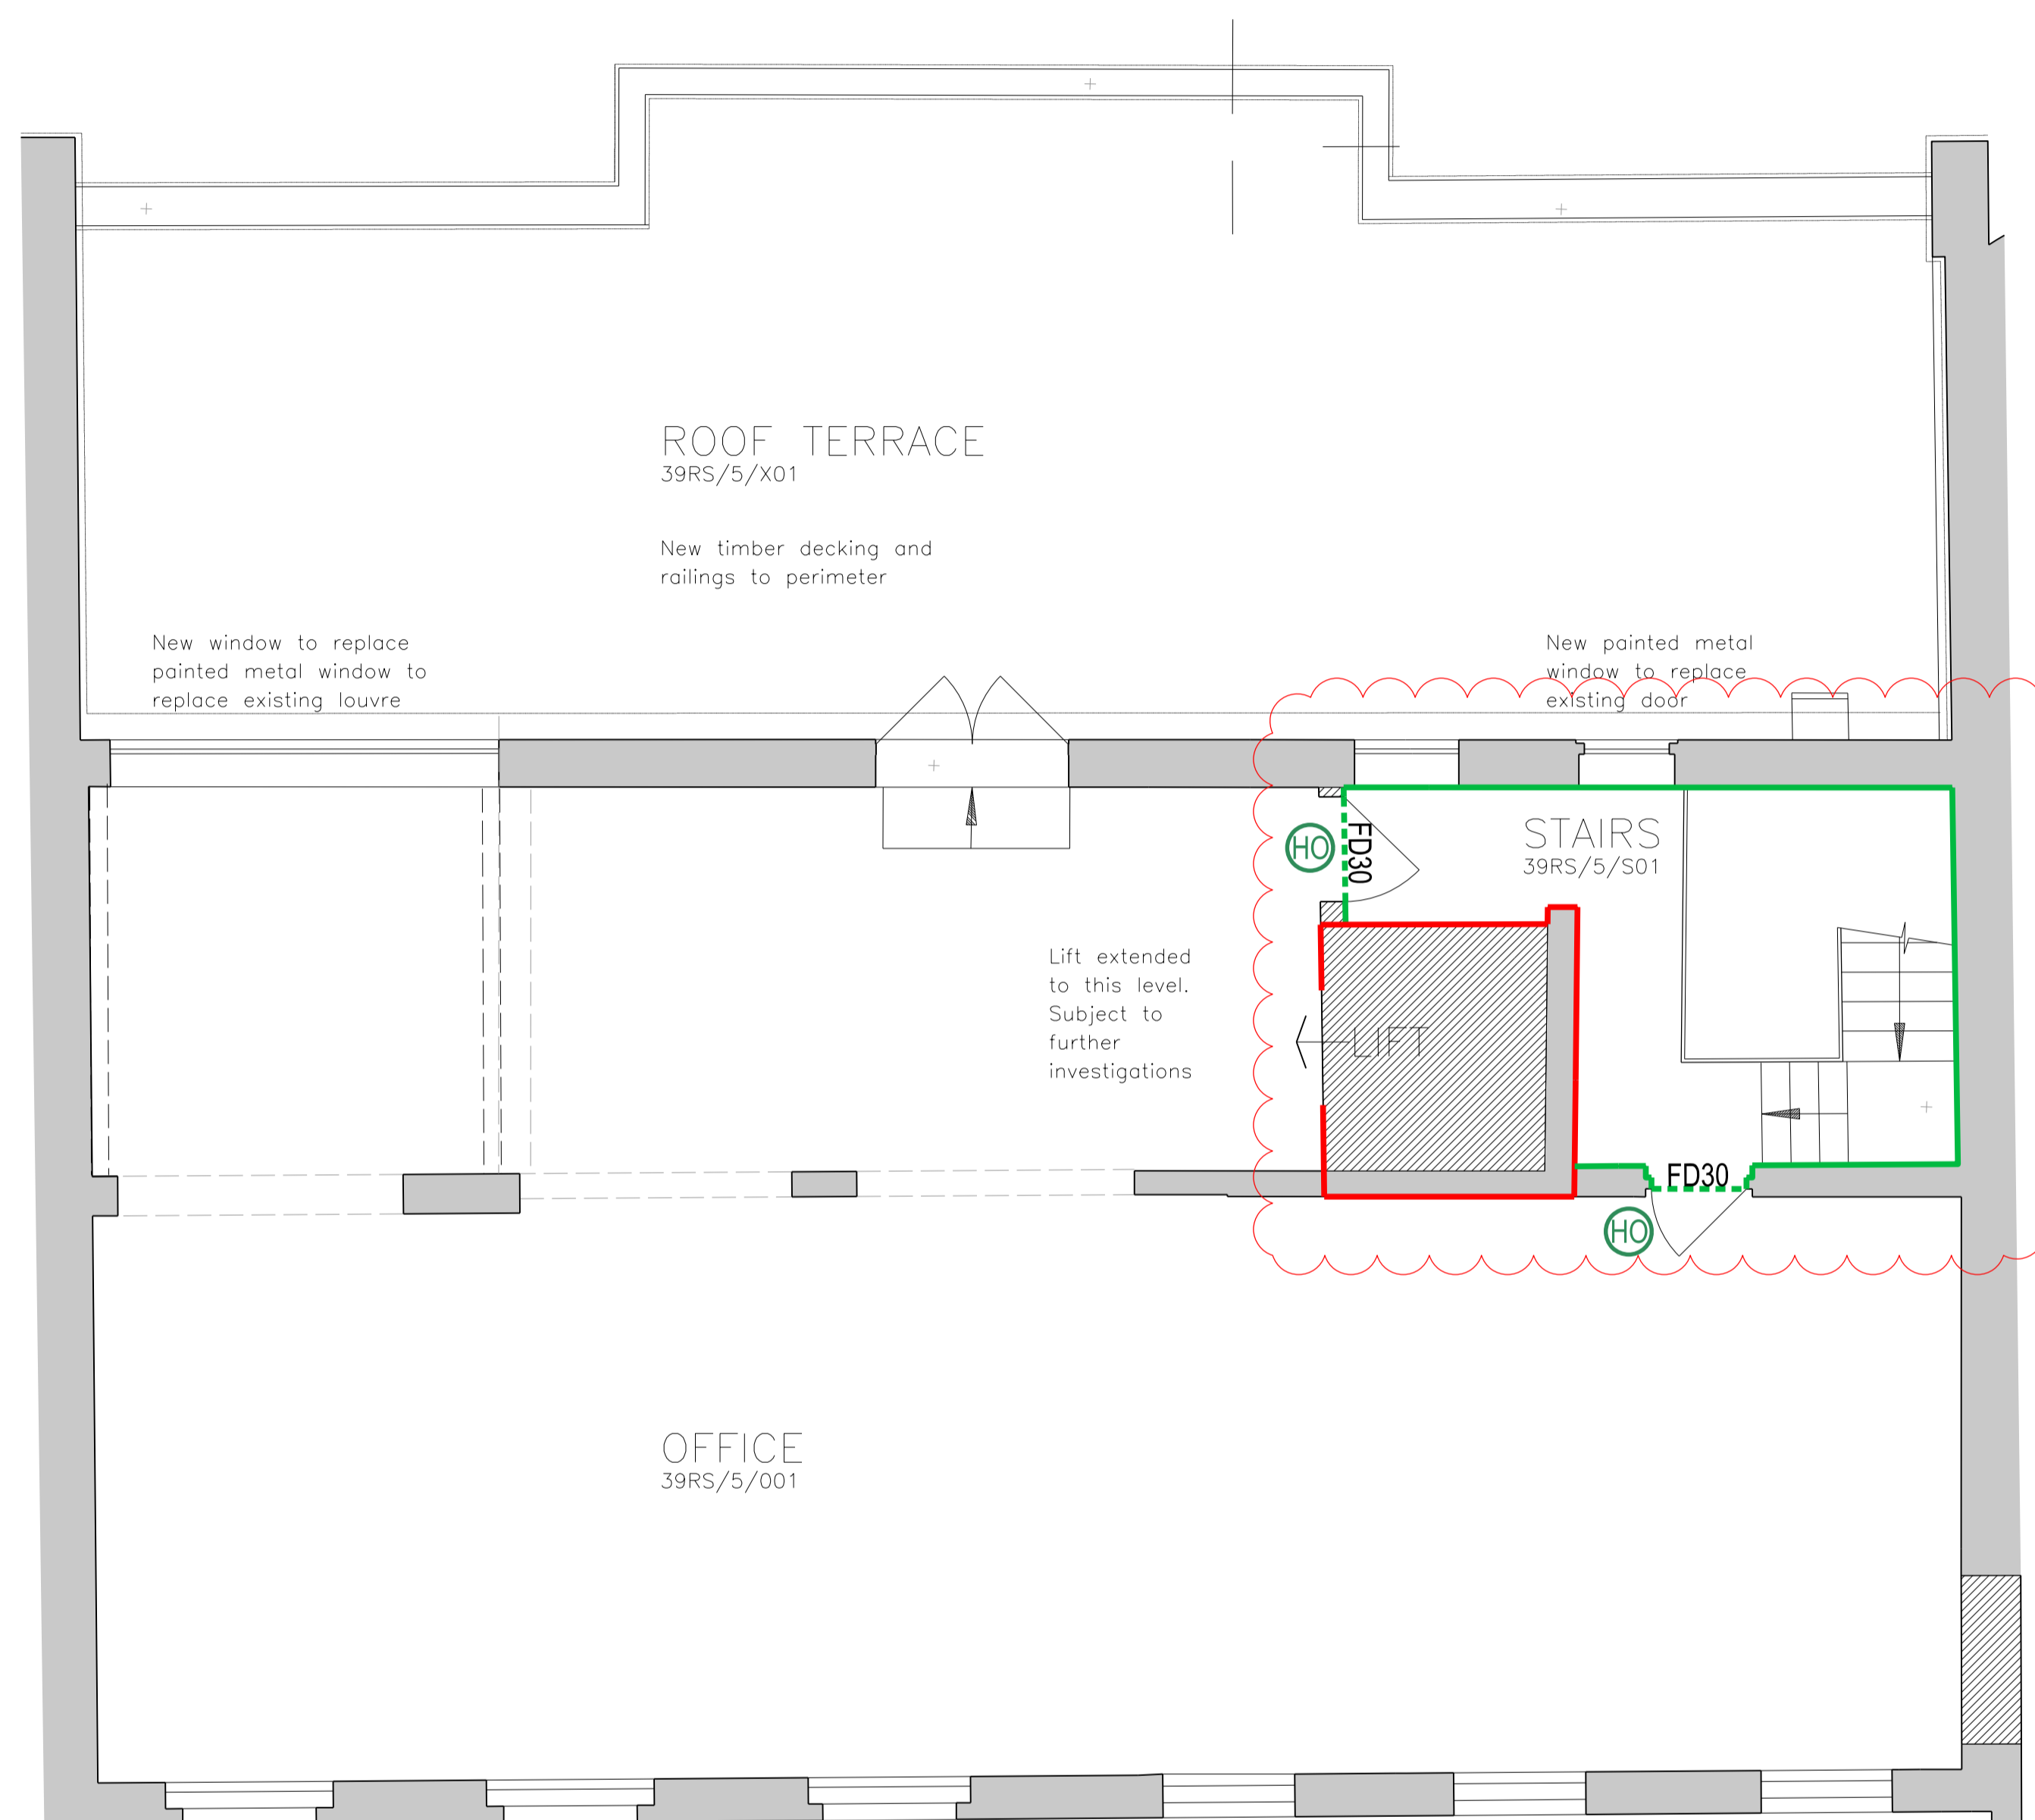 ROOF TERRACE
39RS/5/X01
New timber decking and
railings to perimeter
New window to replace
painted metal window to
replace existing louvre
New painted metal
window to replace
existing door
HO
FD30
STAIRS
39RS/5/S01
Lift extended
to this level.
Subject to
further
investigations
LIFT
FD30
HO
OFFICE
39RS/5/001